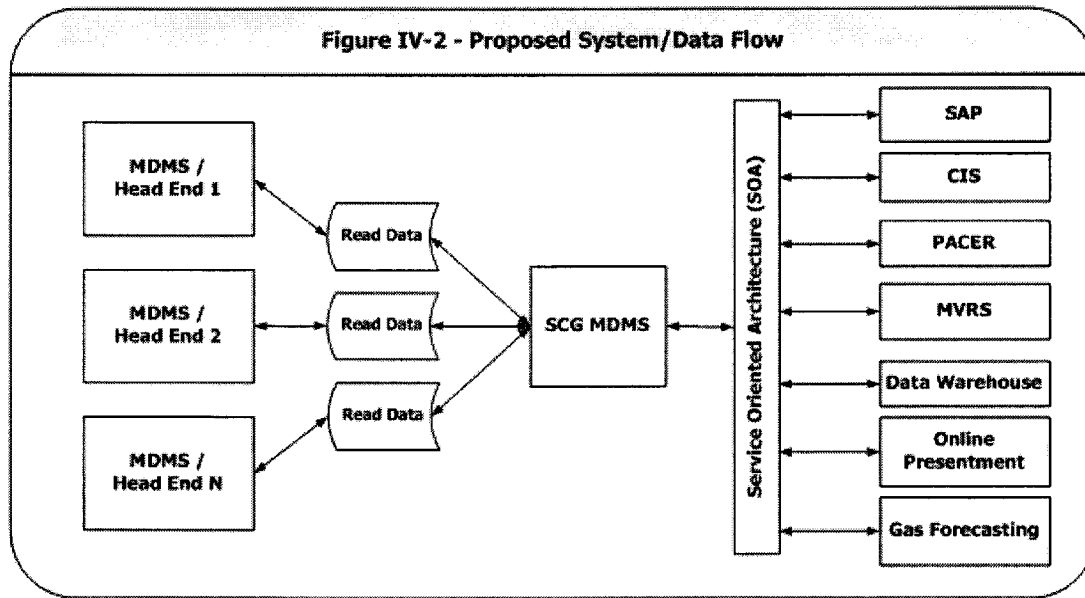 Figure IV-2 - Proposed System/Data Flow
MDMS /
Head End 1
MDMS /
Head End 2
MDMS /
Head End N
Read Data
Read Data
Read Data
SCG MDMS
Service Oriented Architecture (SOA)
SAP
CIS
PACER
MVRS
Data Warehouse
Online
Presentment
Gas Forecasting